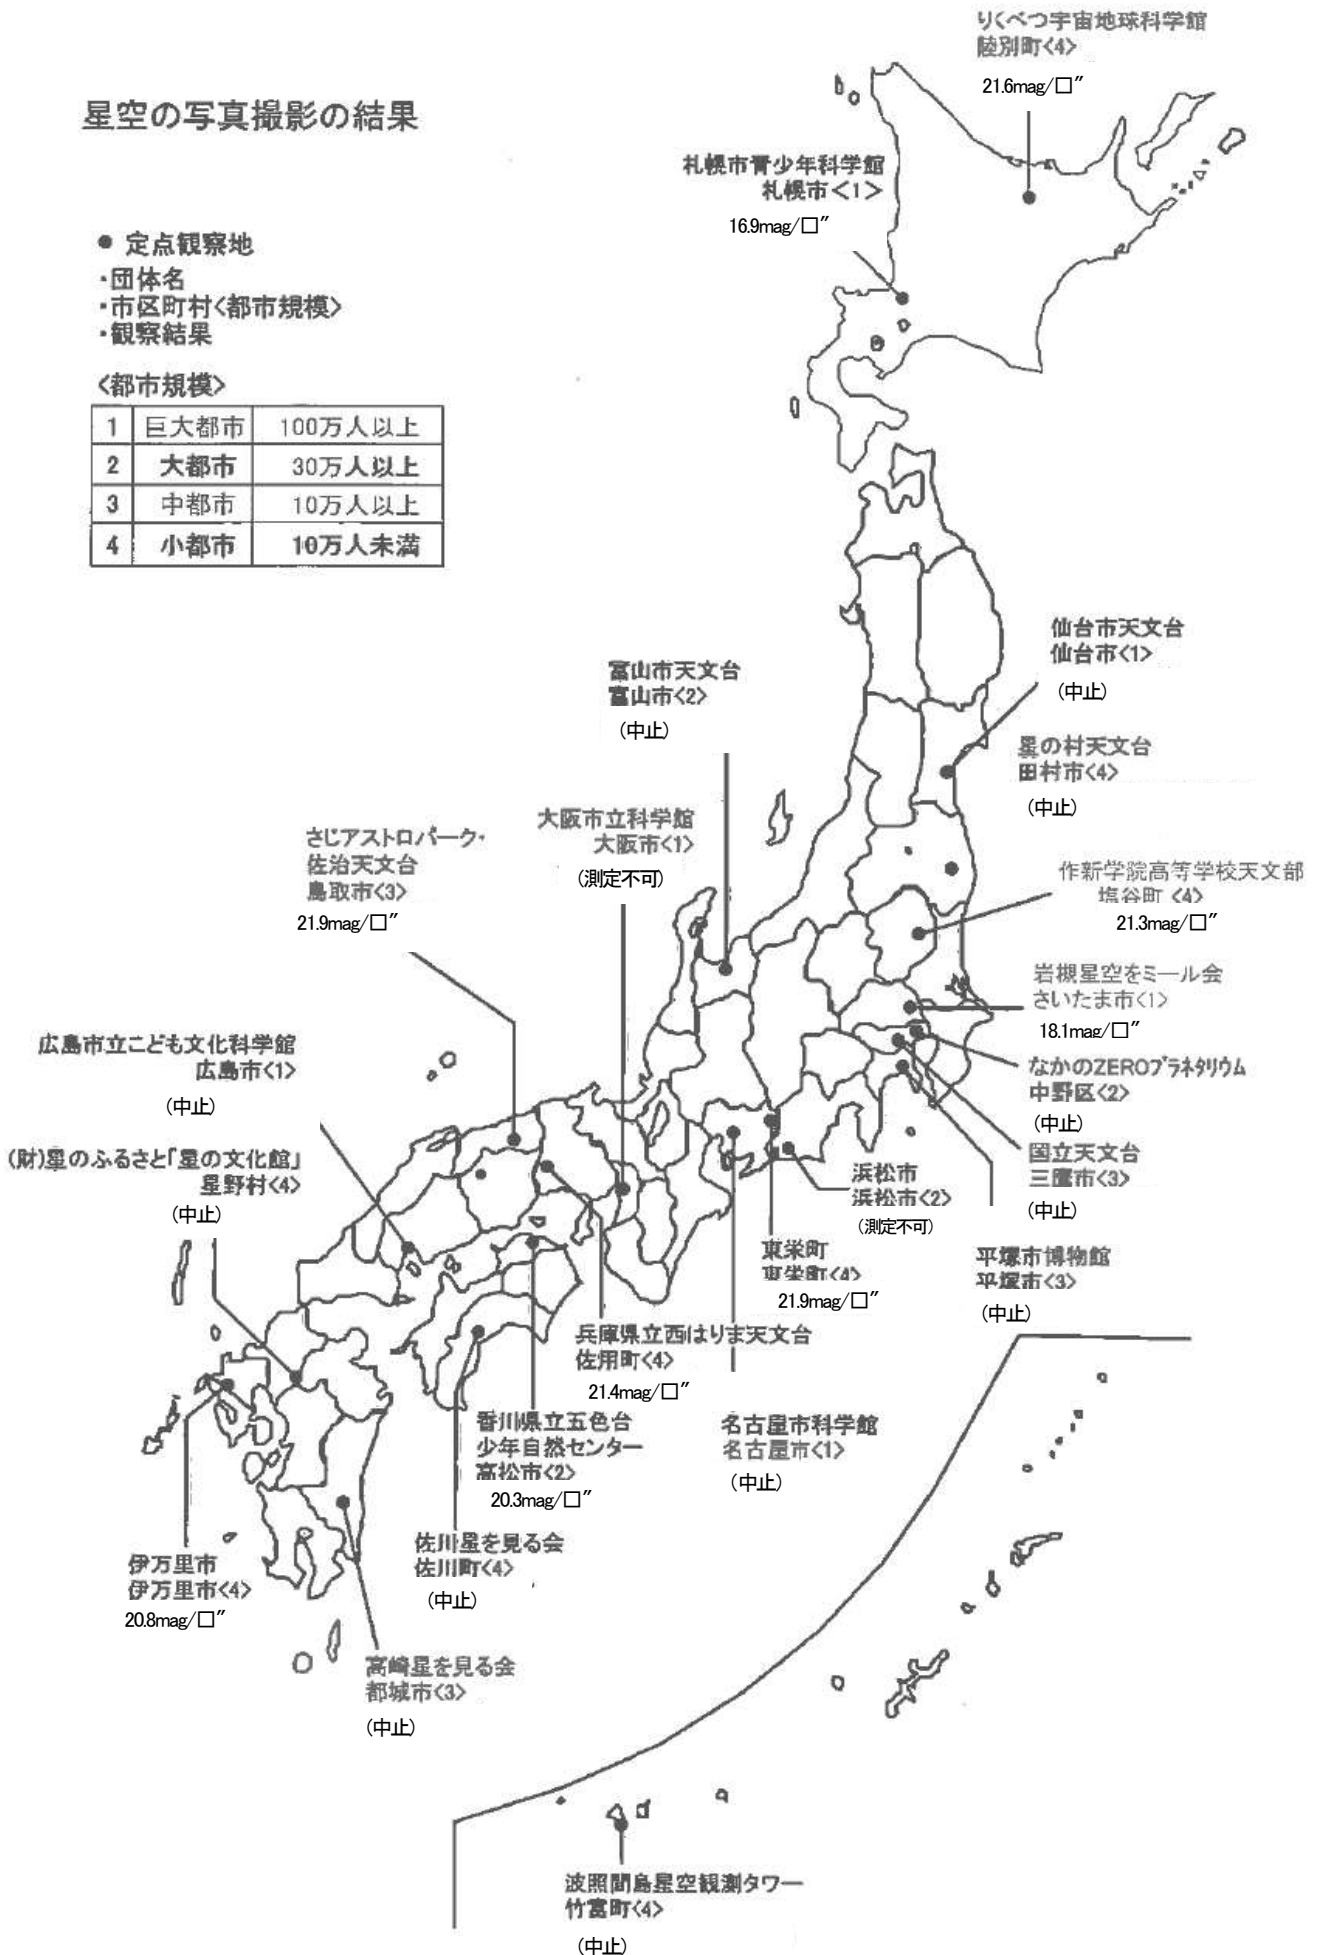 りくべつ宇宙地球科学館
陸別町<4>
21.6mag/□"
星空の写真撮影の結果
札幌市青少年科学館
札幌市<1>
16.9mag/□"
● 定点観察地
・団体名
・市区町村<都市規模>
・観察結果
<都市規模>
1 巨大都市 100万人以上
2 大都市 30万人以上
3 中都市 10万人以上
4 小都市 10万人未満
仙台市天文台
仙台市<1>
(中止)
富山市天文台
富山市<2>
(中止)
星の村天文台
田村市<4>
(中止)
大阪市立科学館
大阪市<1>
(測定不可)
さじアストロパーク・
佐治天文台
鳥取市<3>
21.9mag/□"
作新学院高等学校天文部
塩谷町<4>
21.3mag/□"
岩槻星空をミール会
さいたま市<1>
18.1mag/□"
広島市立こども文化科学館
広島市<1>
(中止)
なかのZEROプラネタリウム
中野区<2>
(中止)
(財)星のふるさと「星の文化館」
星野村<4>
(中止)
国立天文台
三鷹市<3>
(中止)
浜松市
浜松市<2>
(測定不可)
東栄町
東栄町<4>
21.9mag/□"
平塚市博物館
平塚市<3>
(中止)
兵庫県立西はりま天文台
佐用町<4>
21.4mag/□"
香川県立五色台
少年自然センター
高松市<2>
20.3mag/□"
名古屋市科学館
名古屋市<1>
(中止)
佐川星を見る会
佐川町<4>
(中止)
伊万里市
伊万里市<4>
20.8mag/□"
高崎星を見る会
都城市<3>
(中止)
波照間島星空観測タワー
竹富町<4>
(中止)